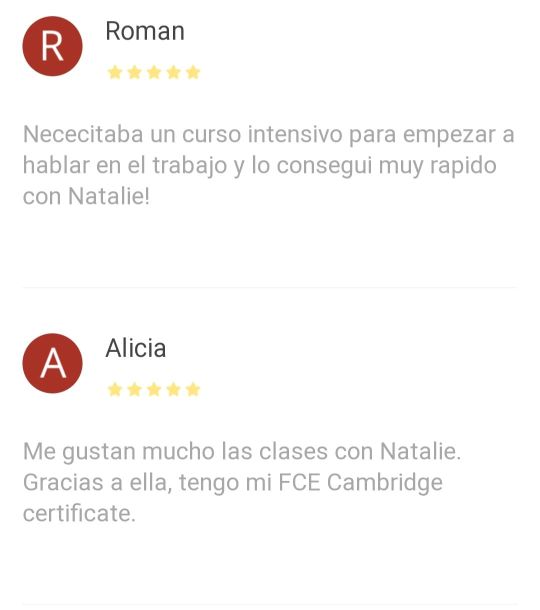 R
Roman
Nececitaba un curso intensivo para empezar a
hablar en el trabajo y lo consegui muy rapido
con Natalie!
A
Alicia
Me gustan mucho las clases con Natalie.
Gracias a ella, tengo mi FCE Cambridge
certificate.